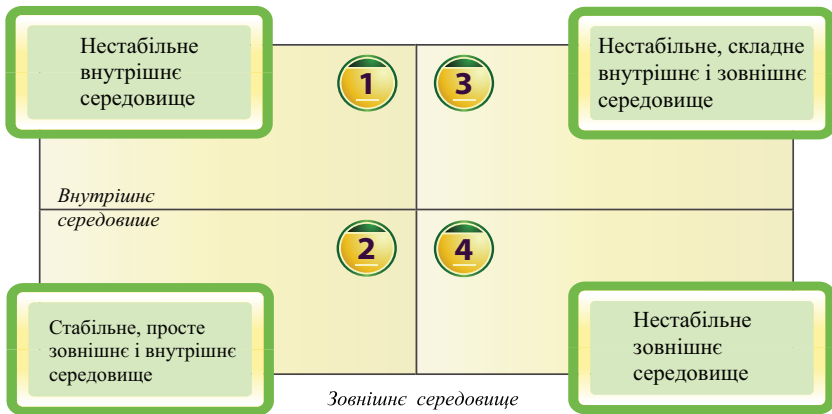 Нестабільне
внутрішнє
середовище
1
3
Нестабільне, складне
внутрішнє і зовнішнє
середовище
Внутрішнє
середовише
2
4
Стабільне, просте
зовнішнє і внутрішнє
середовище
Нестабільне
зовнішнє
середовище
Зовнішнє середовище